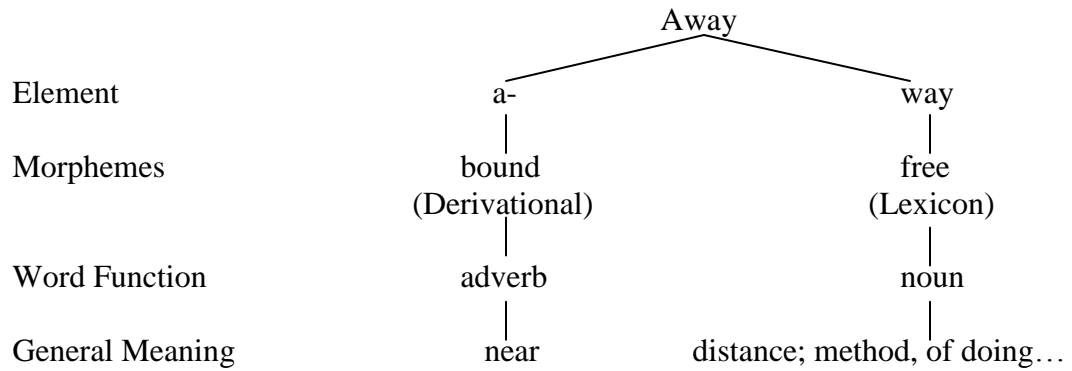 Away
Element a- way
Morphemes bound free
(Derivational) (Lexicon)
Word Function adverb noun
General Meaning near distance; method, of doing…